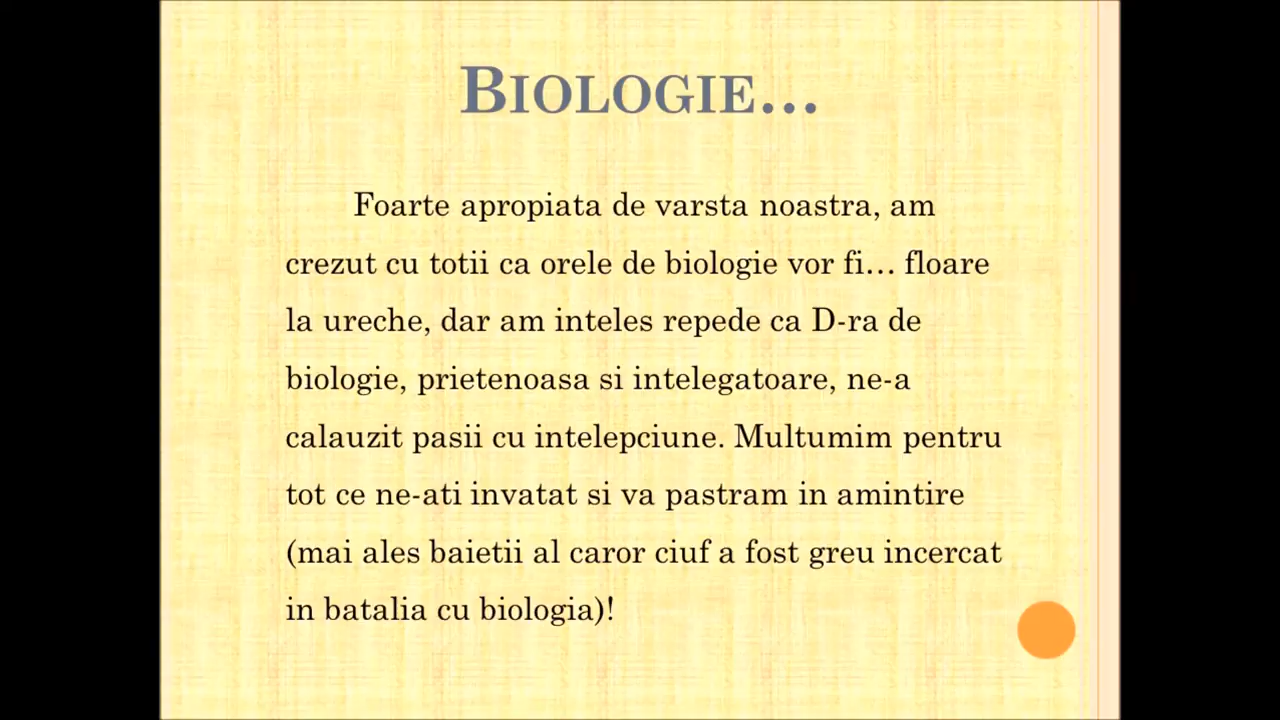 BIOLOGIE...
Foarte apropiata de varsta noastra, am
crezut cu totii ca orele de biologie vor fi... floare
la ureche, dar am inteles repede ca D-ra de
biologie, prietenoasa si intelegatoare, ne-a
calauzit pasii cu intelepciune. Multumim pentru
tot ce ne-ati invatat si va pastram in amintire
(mai ales baietii al caror ciuf a fost greu incercat
in batalia cu biologia)!